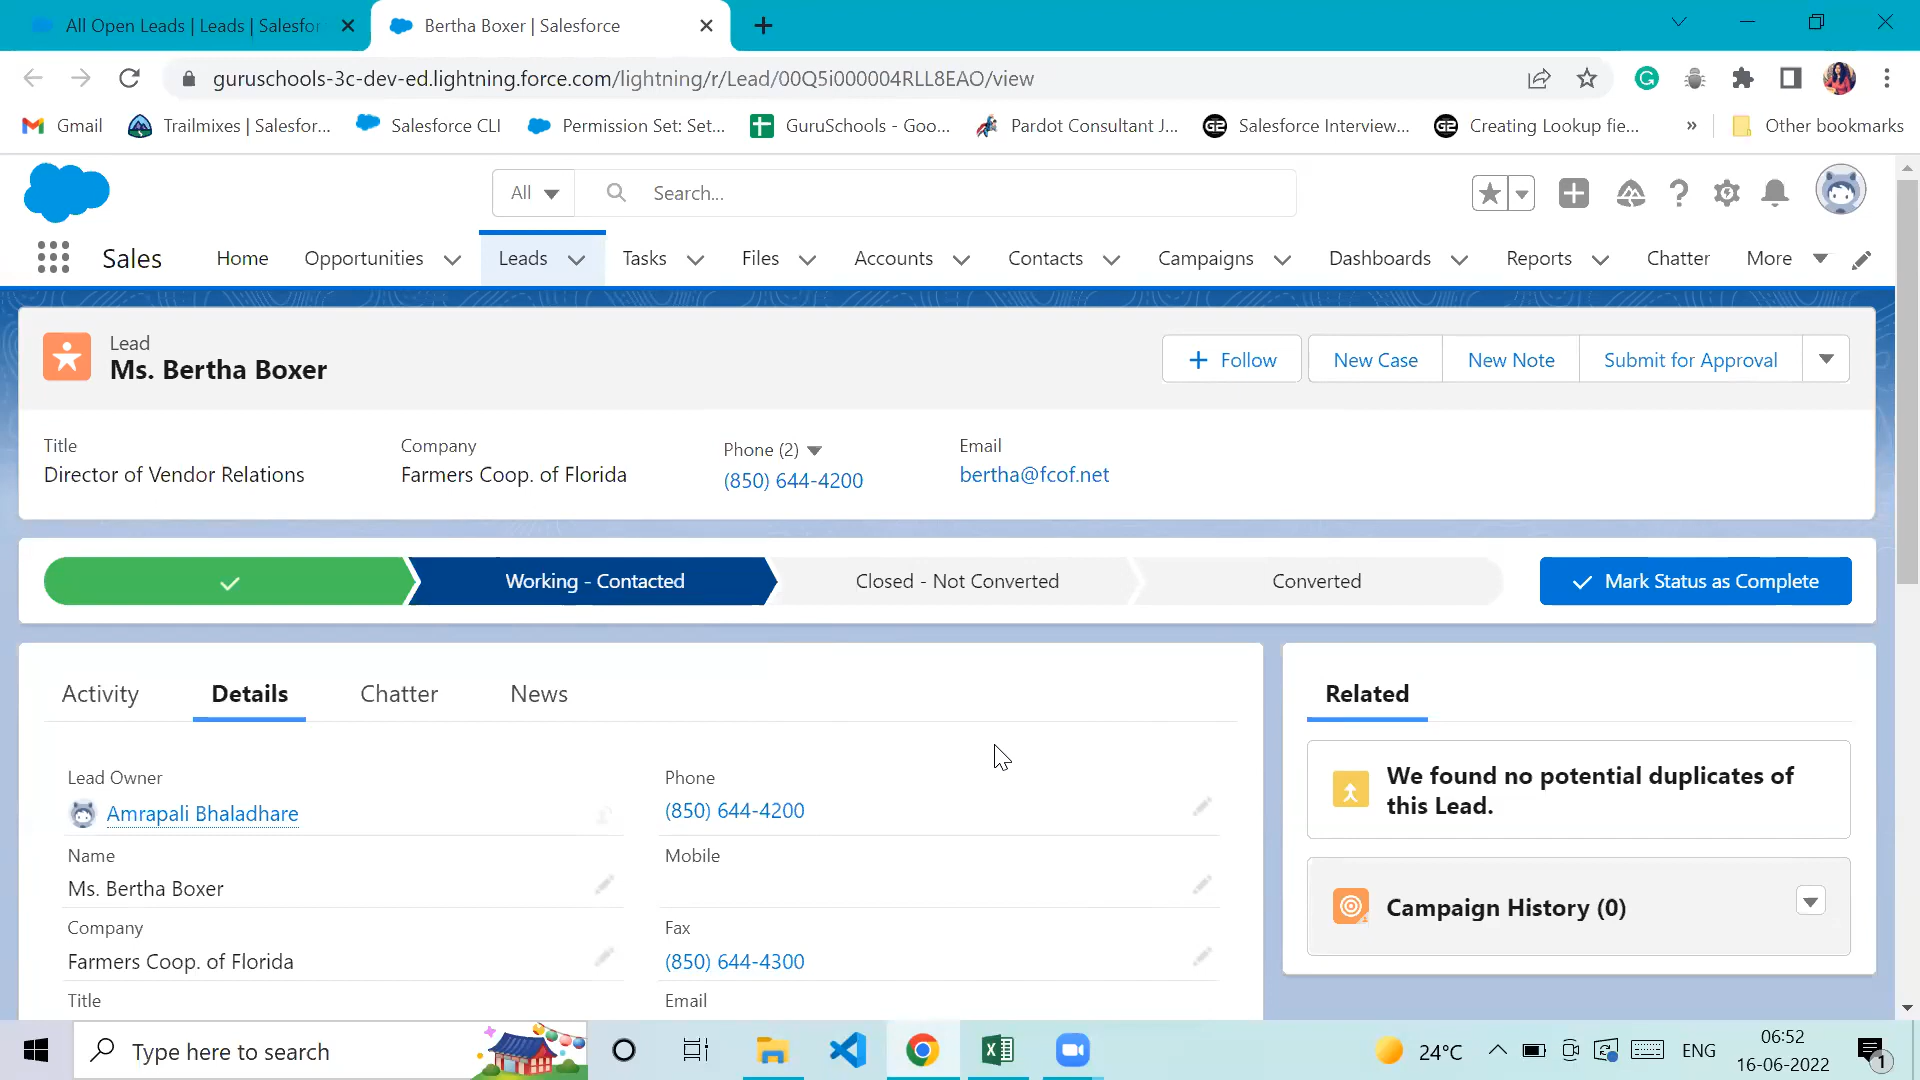 All Open Leads | Leads | Salesfor
Bertha Boxer | Salesforce
guruschools-3c-dev-ed.lightning.force.com/lightning/r/Lead/00Q5i000004RLL8EAO/view
Gmail
Trailmixes | Salesfor...
Salesforce CLI
Permission Set: Set...
GuruSchools - Goo...
Pardot Consultant J...
Salesforce Interview...
Creating Lookup fie...
»
Other bookmarks
All
Search...
Sales
Home
Opportunities
Leads
Tasks
Files
Accounts
Contacts
Campaigns
Dashboards
Reports
Chatter
More
Lead
Ms. Bertha Boxer
Follow
New Case
New Note
Submit for Approval
Title
Director of Vendor Relations
Company
Farmers Coop. of Florida
Phone (2)
(850) 644-4200
Email
bertha@fcof.net
Working - Contacted
Closed - Not Converted
Converted
Mark Status as Complete
Activity
Details
Chatter
News
Lead Owner
Amrapali Bhaladhare
Phone
(850) 644-4200
Name
Ms. Bertha Boxer
Mobile
Company
Farmers Coop. of Florida
Fax
(850) 644-4300
Title
Email
Related
We found no potential duplicates of
this Lead.
Campaign History (0)
Type here to search
24°C
ENG
06:52
16-06-2022
1